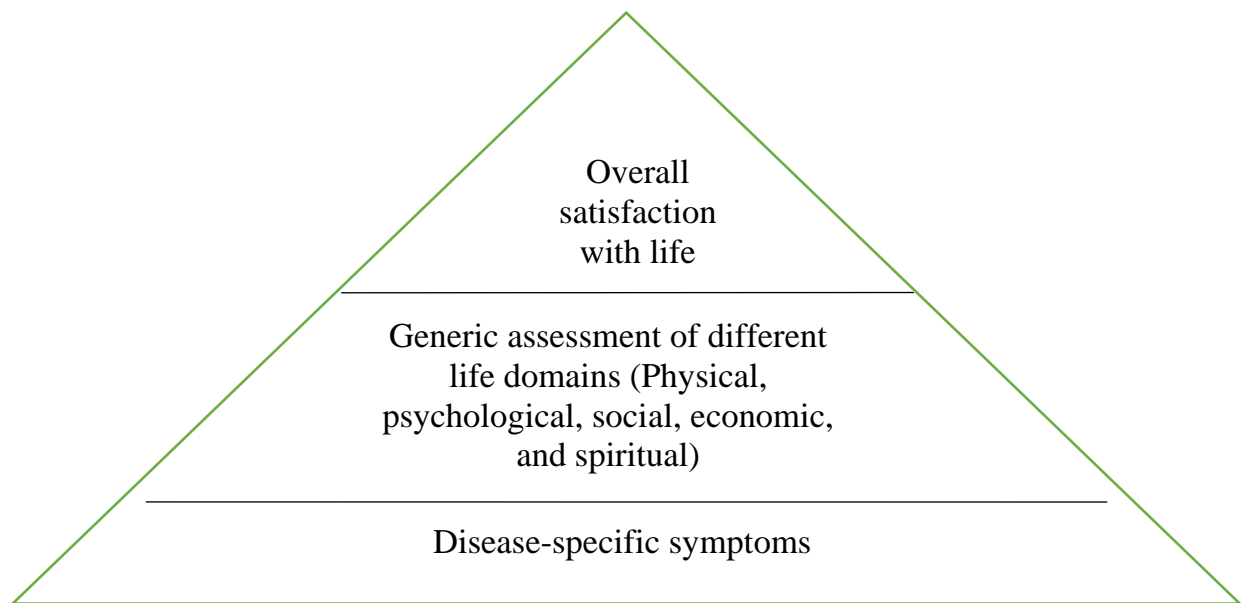 Overall
satisfaction
with life
Generic assessment of different
life domains (Physical,
psychological, social, economic,
and spiritual)
Disease-specific symptoms